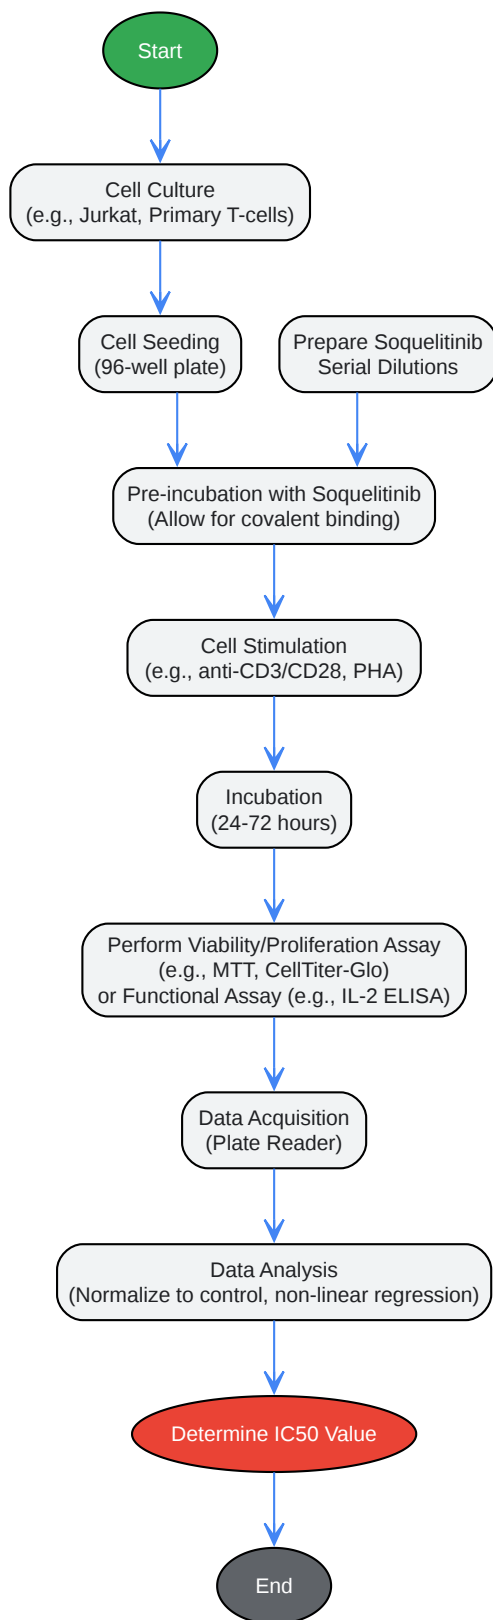 Start
Cell Culture
(e.g., Jurkat, Primary T-cells)
Cell Seeding
(96-well plate)
Prepare Soquelitinib
Serial Dilutions
Pre-incubation with Soquelitinib
(Allow for covalent binding)
Cell Stimulation
(e.g., anti-CD3/CD28, PHA)
Incubation
(24-72 hours)
Perform Viability/Proliferation Assay
(e.g., MTT, CellTiter-Glo)
or Functional Assay (e.g., IL-2 ELISA)
Data Acquisition
(Plate Reader)
Data Analysis
(Normalize to control, non-linear regression)
Determine IC50 Value
End